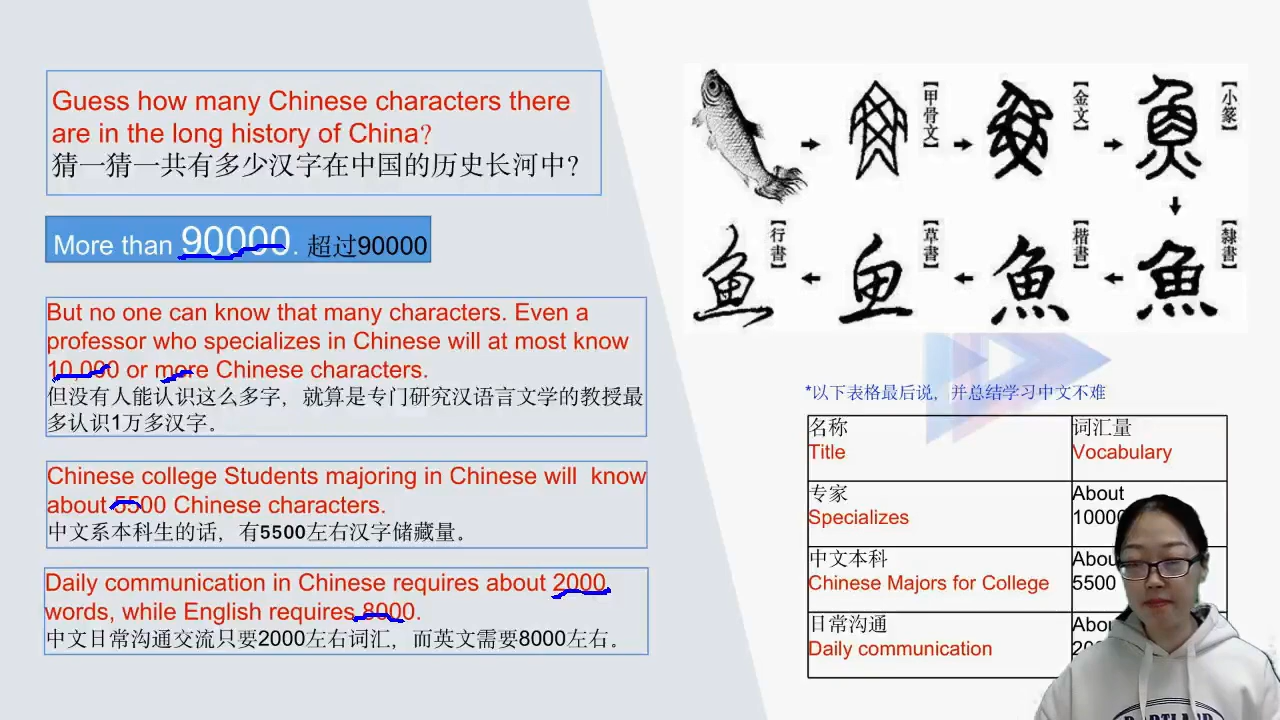 Guess how many Chinese characters there
are in the long history of China?
猜一猜一共有多少汉字在中国的历史长河中?
More than 90000. 超过90000
But no one can know that many characters. Even a
professor who specializes in Chinese will at most know
10,000 or more Chinese characters.
但没有人能认识这么多字，就算是专门研究汉语言文学的教授最
多认识1万多汉字。
Chinese college Students majoring in Chinese will know
about 5500 Chinese characters.
中文系本科生的话，有5500左右汉字储藏量。
Daily communication in Chinese requires about 2000
words, while English requires 8000.
中文日常沟通交流只要2000左右词汇，而英文需要8000左右。
【甲骨文】
【金文】
【小篆】
魚
【行書】
魚
【草書】
魚
【楷書】
魚
【隸書】
魚
*以下表格最后说，并总结学习中文不难
名称 词汇量
Title Vocabulary
专家 About
Specializes 10000
中文本科
Chinese Majors for College 5500
日常沟通
Daily communication